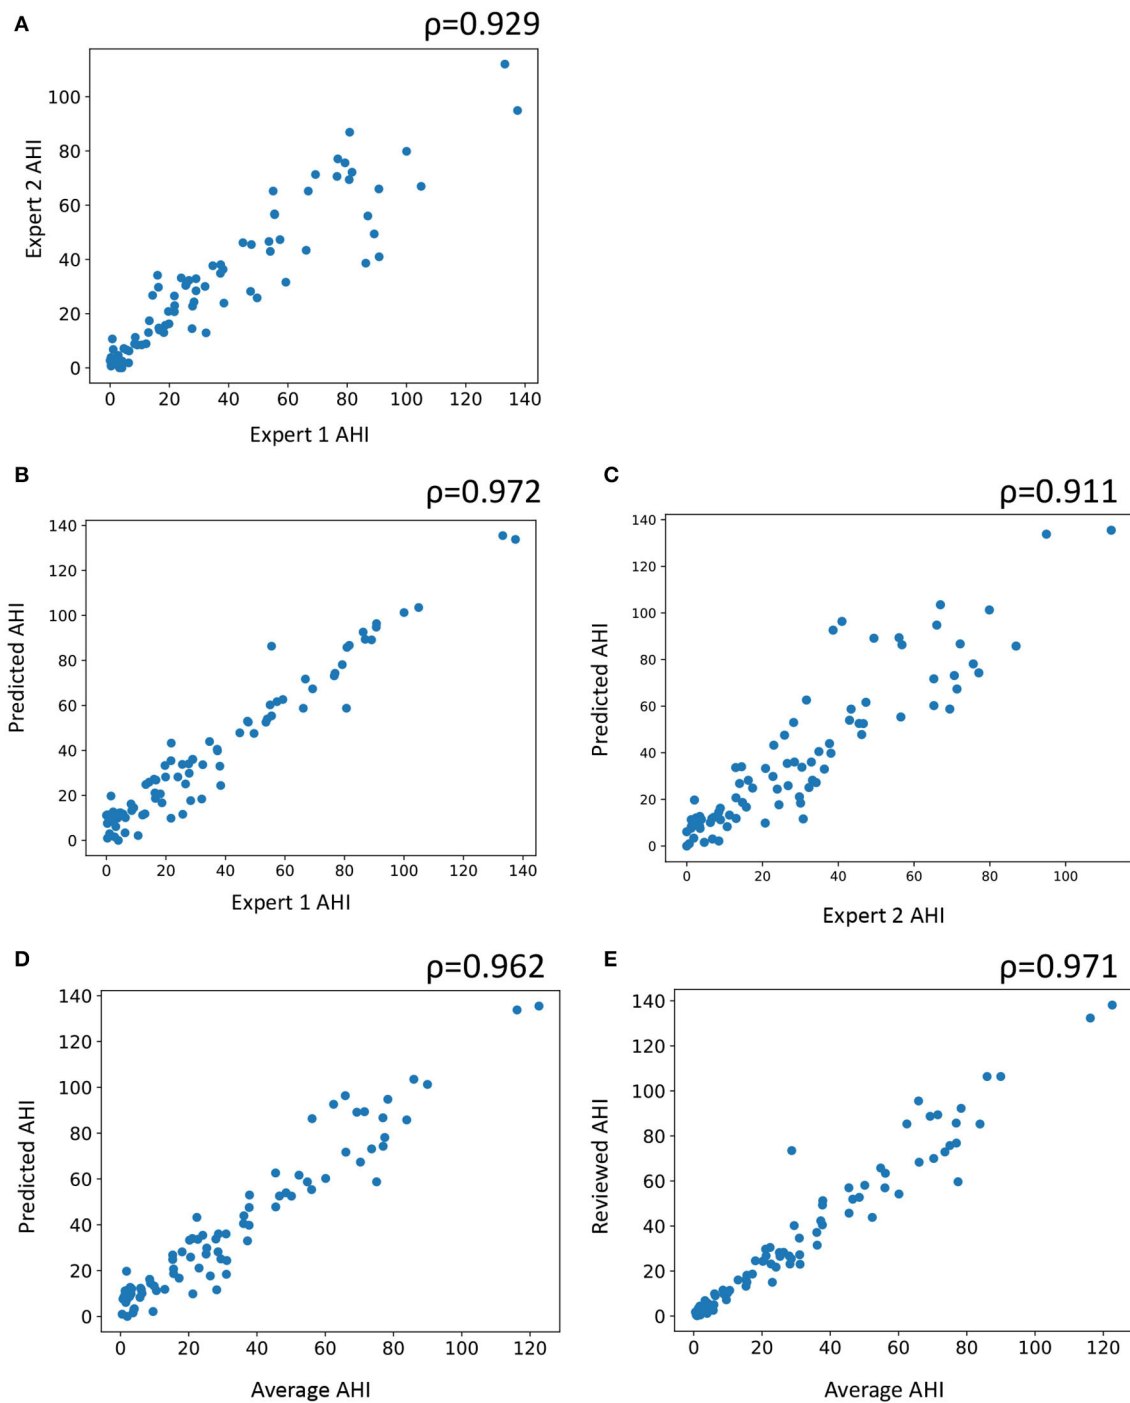 A
ρ=0.929
100
80
60
40
20
0
Expert 2 AHI
0 20 40 60 80 100 120 140
Expert 1 AHI
B
ρ=0.972
140
120
100
80
60
40
20
0
Predicted AHI
0 20 40 60 80 100 120 140
Expert 1 AHI
C
ρ=0.911
140
120
100
80
60
40
20
0
Predicted AHI
0 20 40 60 80 100
Expert 2 AHI
D
ρ=0.962
140
120
100
80
60
40
20
0
Predicted AHI
0 20 40 60 80 100 120
Average AHI
E
ρ=0.971
140
120
100
80
60
40
20
0
Reviewed AHI
0 20 40 60 80 100 120
Average AHI